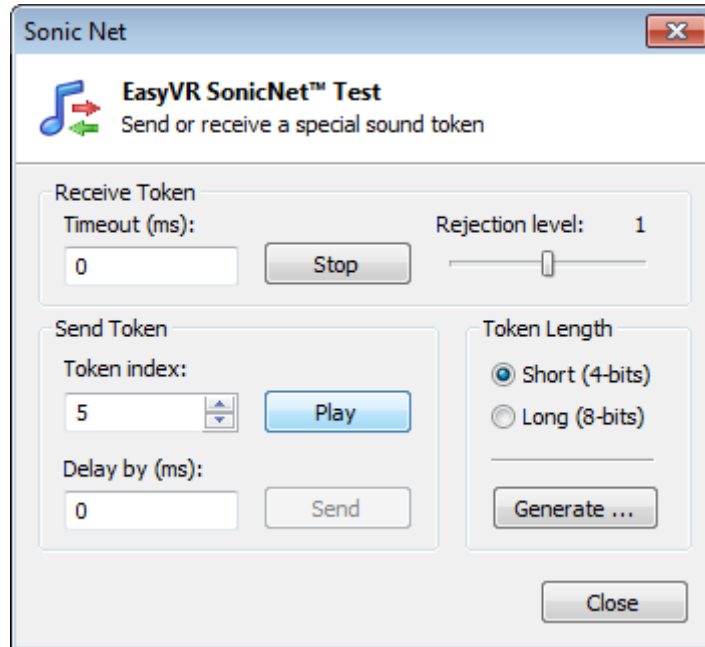 Sonic Net
EasyVR SonicNet™ Test
Send or receive a special sound token
Receive Token
Timeout (ms):
0
Stop
Rejection level: 1
Send Token
Token index:
5
Play
Delay by (ms):
0
Send
Token Length
Short (4-bits)
Long (8-bits)
Generate ...
Close